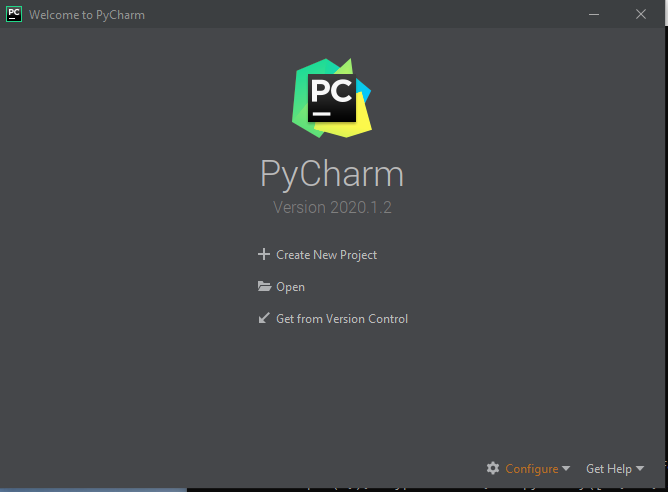 Welcome to PyCharm
PC
PyCharm
Version 2020.1.2
Create New Project
Open
Get from Version Control
Configure
Get Help